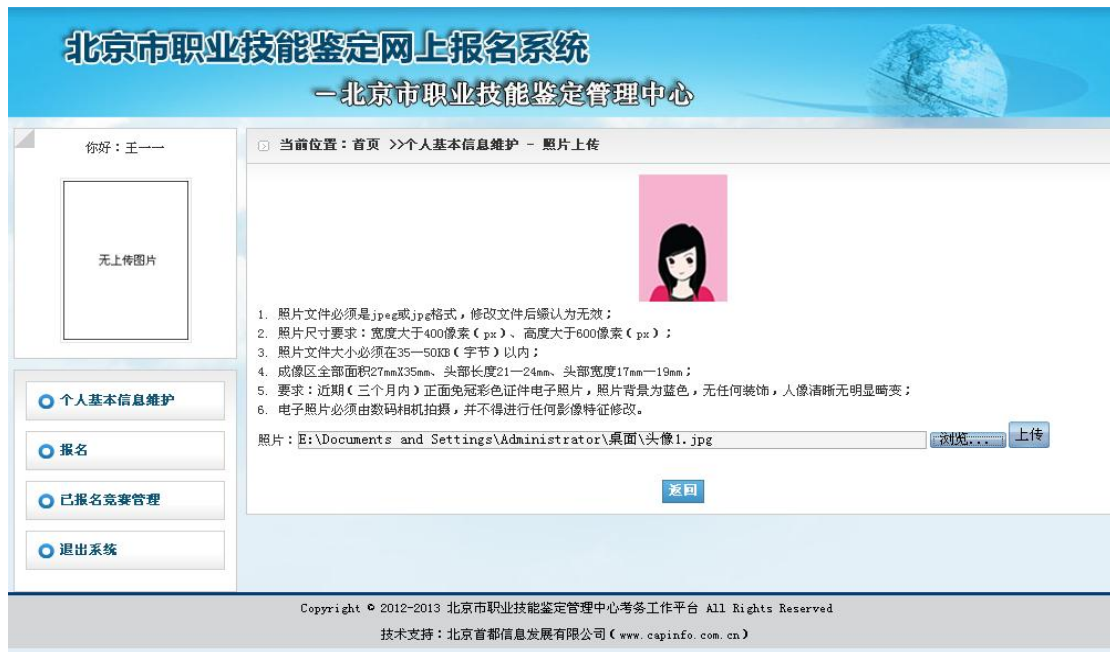 北京市职业技能鉴定网上报名系统
—北京市职业技能鉴定管理中心
你好：王一一
无上传图片
个人基本信息维护
报名
已报名竞赛管理
退出系统
当前位置：首页 >>个人基本信息维护 - 照片上传
1. 照片文件必须是jpeg或jpg格式，修改文件后缀认为无效；
2. 照片尺寸要求：宽度大于400像素(px)、高度大于600像素(px)；
3. 照片文件大小必须在35—50KB(字节)以内；
4. 成像区全部面积27mmX35mm、头部长度21—24mm、头部宽度17mm—19mm；
5. 要求：近期(三个月内)正面免冠彩色证件电子照片，照片背景为蓝色，无任何装饰，人像清晰无明显畸变；
6. 电子照片必须由数码相机拍摄，并不得进行任何影像特征修改。
照片：E:\Documents and Settings\Administrator\桌面\头像1.jpg 浏览... 上传
返回
Copyright © 2012-2013 北京市职业技能鉴定管理中心考务工作平台 All Rights Reserved
技术支持：北京首都信息发展有限公司(www.capinfo.com.cn)